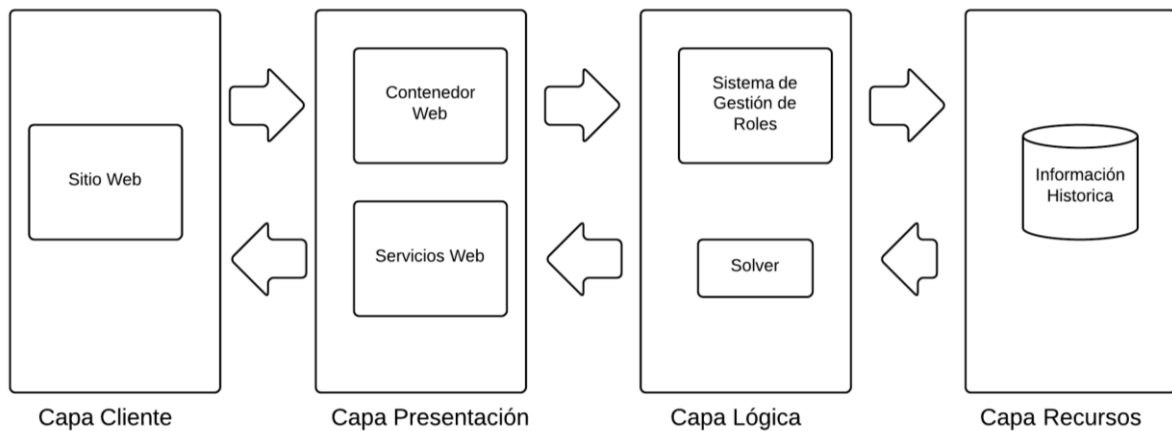 Sitio Web
Contenedor
Web
Servicios Web
Sistema de
Gestión de
Roles
Solver
Información
Historica
Capa Cliente
Capa Presentación
Capa Lógica
Capa Recursos